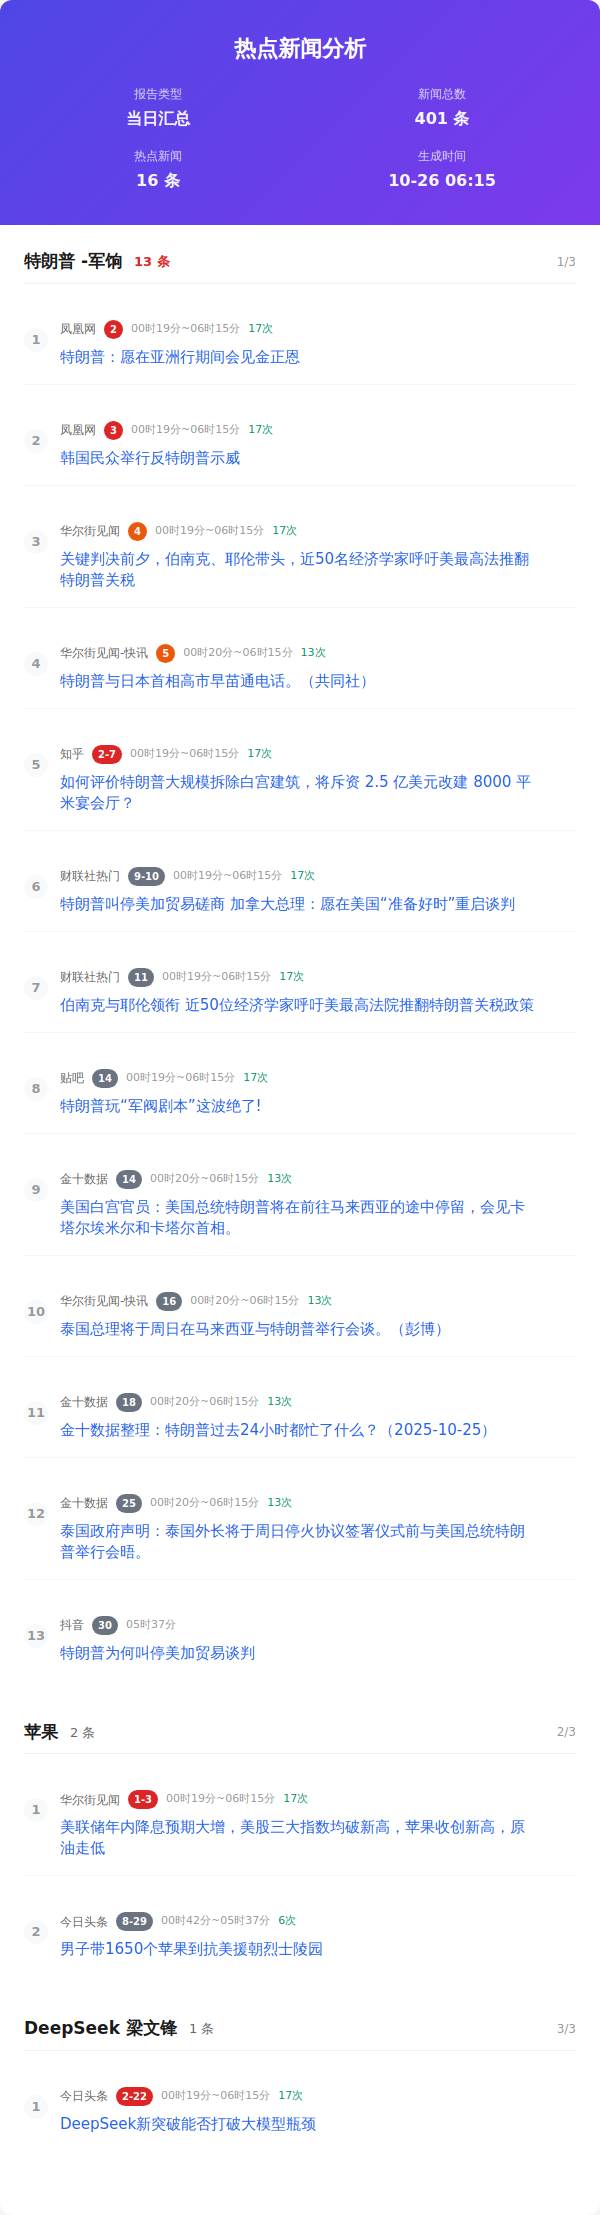 热点新闻分析
报告类型
新闻总数
当日汇总
401 条
热点新闻
生成时间
16 条
10-26 06:15
特朗普 -军饷 13 条 1/3
1
凤凰网 2 00时19分~06时15分 17次
特朗普：愿在亚洲行期间会见金正恩
2
凤凰网 3 00时19分~06时15分 17次
韩国民众举行反特朗普示威
3
华尔街见闻 4 00时19分~06时15分 17次
关键判决前夕，伯南克、耶伦带头，近50名经济学家呼吁美最高法推翻
特朗普关税
4
华尔街见闻-快讯 5 00时20分~06时15分 13次
特朗普与日本首相高市早苗通电话。（共同社）
5
知乎 2-7 00时19分~06时15分 17次
如何评价特朗普大规模拆除白宫建筑，将斥资 2.5 亿美元改建 8000 平
米宴会厅？
6
财联社热门 9-10 00时19分~06时15分 17次
特朗普叫停美加贸易磋商 加拿大总理：愿在美国“准备好时”重启谈判
7
财联社热门 11 00时19分~06时15分 17次
伯南克与耶伦领衔 近50位经济学家呼吁美最高法院推翻特朗普关税政策
8
贴吧 14 00时19分~06时15分 17次
特朗普玩“军阀剧本”这波绝了!
9
金十数据 14 00时20分~06时15分 13次
美国白宫官员：美国总统特朗普将在前往马来西亚的途中停留，会见卡
塔尔埃米尔和卡塔尔首相。
10
华尔街见闻-快讯 16 00时20分~06时15分 13次
泰国总理将于周日在马来西亚与特朗普举行会谈。（彭博）
11
金十数据 18 00时20分~06时15分 13次
金十数据整理：特朗普过去24小时都忙了什么？（2025-10-25）
12
金十数据 25 00时20分~06时15分 13次
泰国政府声明：泰国外长将于周日停火协议签署仪式前与美国总统特朗
普举行会晤。
13
抖音 30 05时37分
特朗普为何叫停美加贸易谈判
苹果 2 条 2/3
1
华尔街见闻 1-3 00时19分~06时15分 17次
美联储年内降息预期大增，美股三大指数均破新高，苹果收创新高，原
油走低
2
今日头条 8-29 00时42分~05时37分 6次
男子带1650个苹果到抗美援朝烈士陵园
DeepSeek 梁文锋 1 条 3/3
1
今日头条 2-22 00时19分~06时15分 17次
DeepSeek新突破能否打破大模型瓶颈